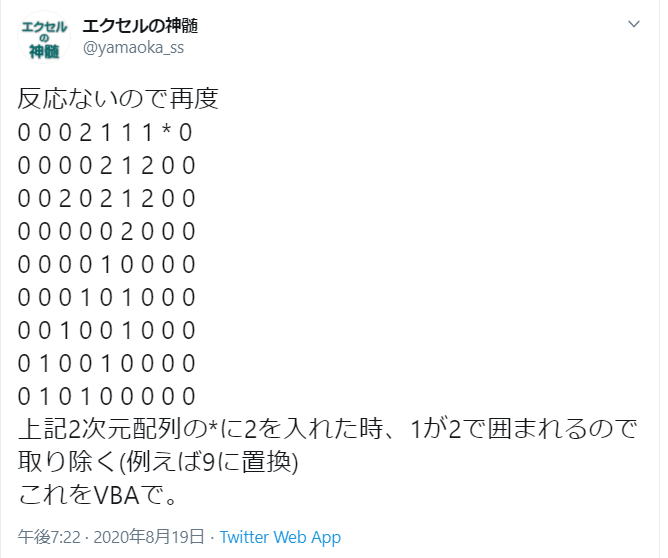 エクセルの神髄
エクセルの神髄
@yamaoka_ss
反応ないので再度
0 0 0 2 1 1 1 * 0
0 0 0 0 2 1 2 0 0
0 0 2 0 2 1 2 0 0
0 0 0 0 0 2 0 0 0
0 0 0 0 1 0 0 0 0
0 0 0 1 0 1 0 0 0
0 0 1 0 0 1 0 0 0
0 1 0 0 1 0 0 0 0
0 1 0 1 0 0 0 0 0
上記2次元配列の*に2を入れた時、1が2で囲まれるので
取り除く(例えば9に置換)
これをVBAで。
午後7:22 · 2020年8月19日 · Twitter Web App